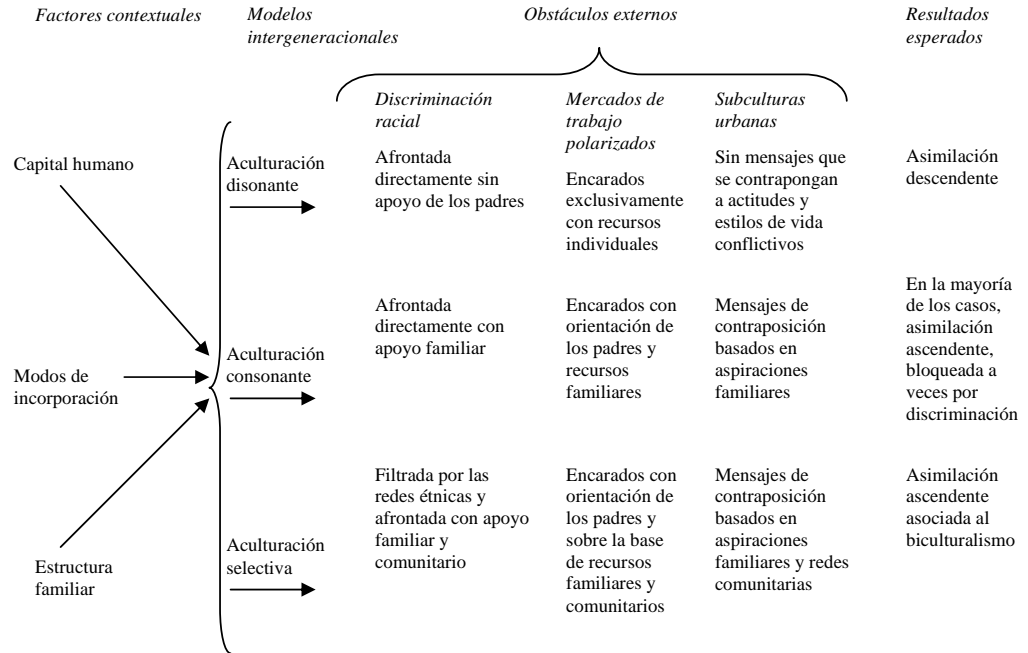 Factores contextuales
Modelos
intergeneracionales
Obstáculos externos
Resultados
esperados
Discriminación
racial
Mercados de
trabajo
polarizados
Subculturas
urbanas
Capital humano
Modos de
incorporación
Estructura
familiar
Aculturación
disonante
Afrontada
directamente sin
apoyo de los padres
Encarados
exclusivamente
con recursos
individuales
Sin mensajes que
se contrapongan
a actitudes y
estilos de vida
conflictivos
Asimilación
descendente
Aculturación
consonante
Afrontada
directamente con
apoyo familiar
Encarados con
orientación de
los padres y
recursos
familiares
Mensajes de
contraposición
basados en
aspiraciones
familiares
En la mayoría
de los casos,
asimilación
ascendente,
bloqueada a
veces por
discriminación
Aculturación
selectiva
Filtrada por las
redes étnicas y
afrontada con apoyo
familiar y
comunitario
Encarados con
orientación de
los padres y
sobre la base
de recursos
familiares y
comunitarios
Mensajes de
contraposición
basados en
aspiraciones
familiares y redes
comunitarias
Asimilación
ascendente
asociada al
biculturalismo